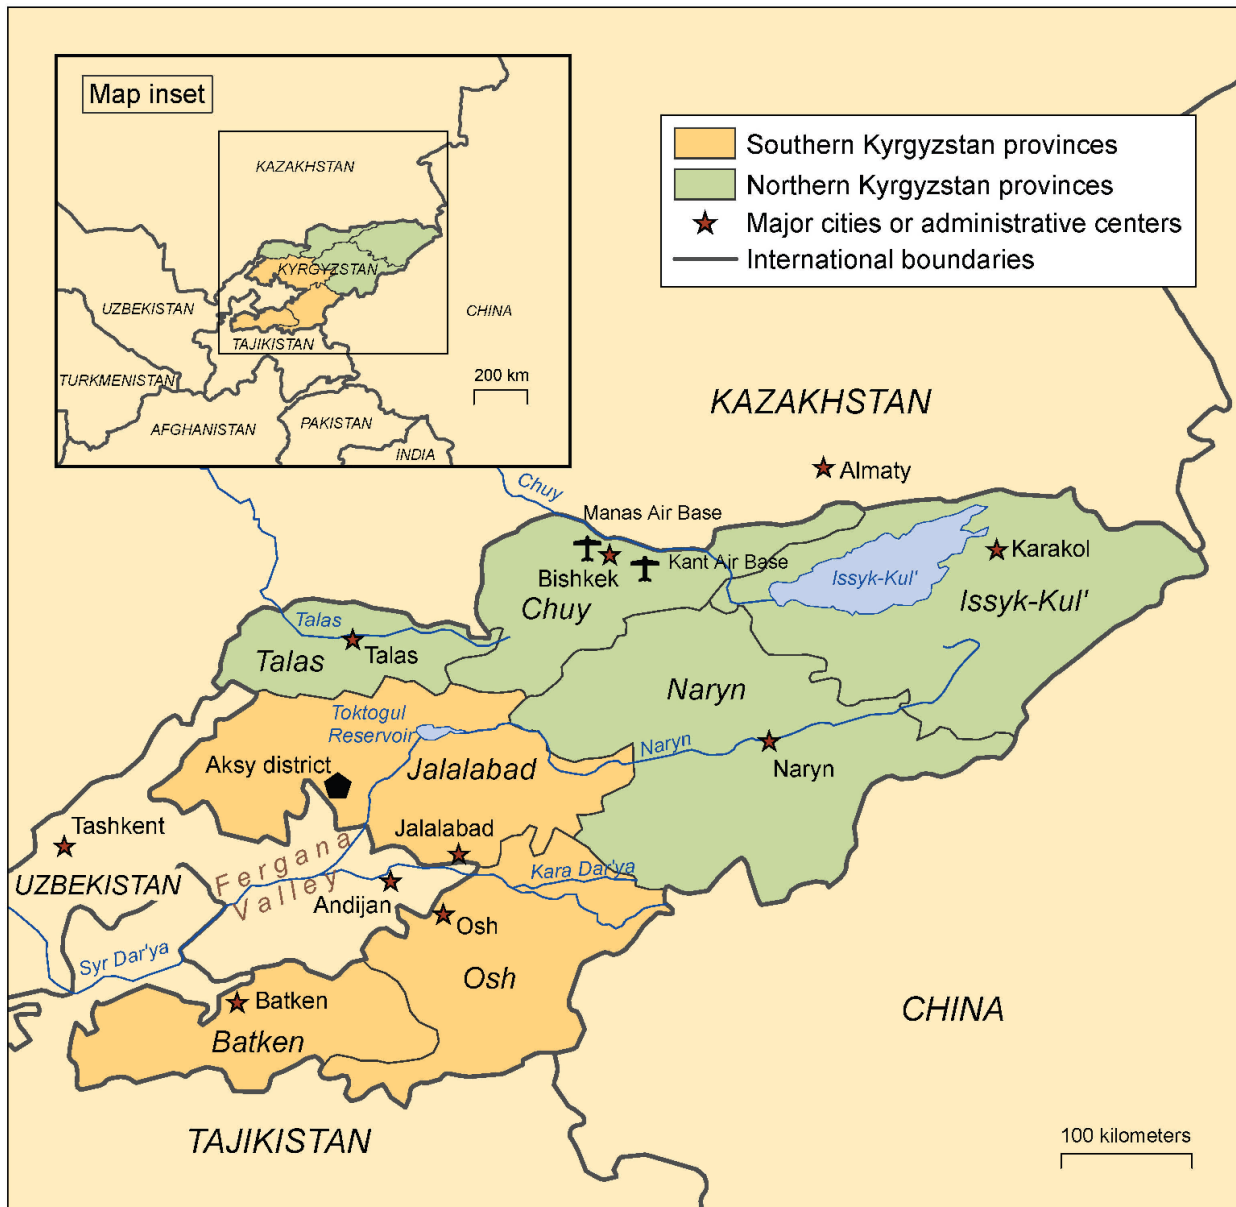 Map inset
KAZAKHSTAN
KYRGYZSTAN
UZBEKISTAN
CHINA
TAJIKISTAN
TURKMENISTAN
200 km
AFGHANISTAN
PAKISTAN
INDIA
Southern Kyrgyzstan provinces
Northern Kyrgyzstan provinces
Major cities or administrative centers
International boundaries
KAZAKHSTAN
Almaty
Chuy
Manas Air Base
Kant Air Base
Bishkek
Chuy
Issyk-Kul'
Karakol
Issyk-Kul'
Talas
Talas
Talas
Naryn
Toktogul
Reservoir
Naryn
Naryn
Aksy district
Jalalabad
Jalalabad
Tashkent
UZBEKISTAN
Fergana
Valley
Kara Dar'ya
Andijan
Osh
Syr Dar'ya
Osh
Batken
Batken
CHINA
TAJIKISTAN
100 kilometers